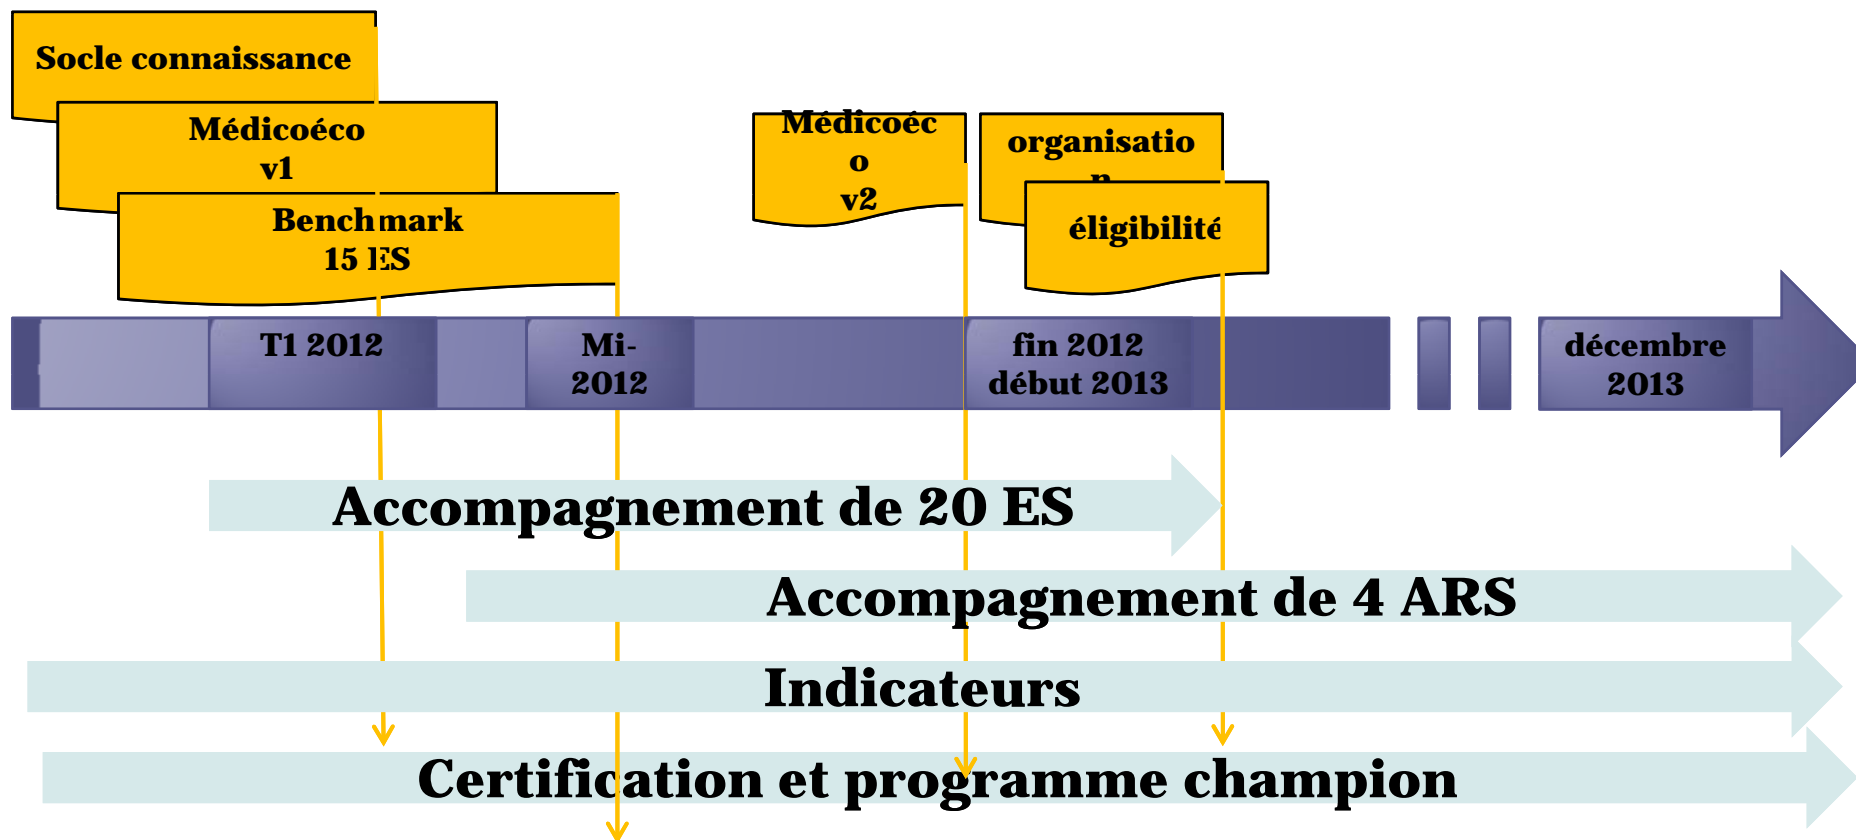 Socle connaissance
Médicoéco
v1
Benchmark
15 ES
Médicoéc
o
v2
organisatio
n
éligibilité
T1 2012
Mi-
2012
fin 2012
début 2013
décembre
2013
Accompagnement de 20 ES
Accompagnement de 4 ARS
Indicateurs
Certification et programme champion